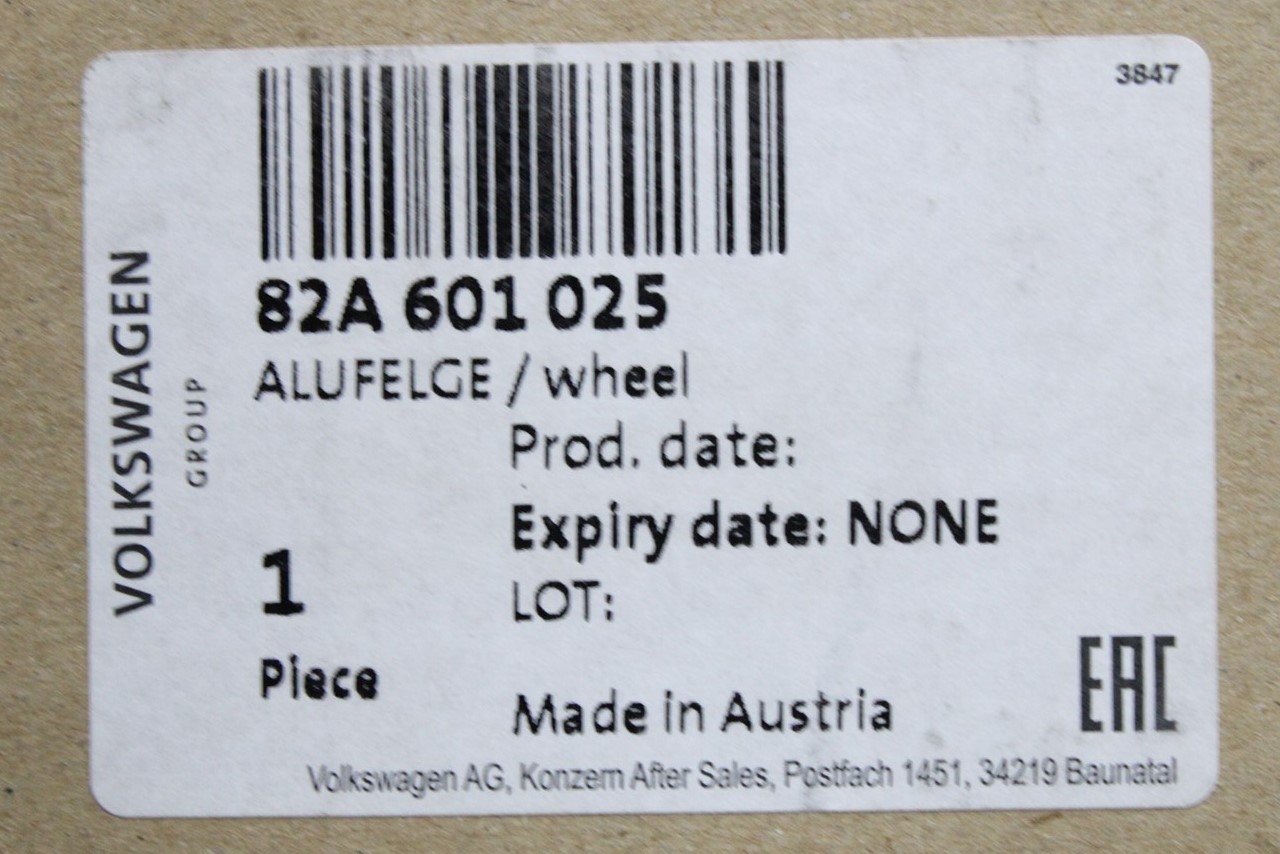 3847
82A 601 025
ALUFELGE / wheel
Prod. date:
Expiry date: NONE
LOT:
1
Piece
Made in Austria
EAC
Volkswagen AG, Konzern After Sales, Postfach 1451, 34219 Baunatal
VOLKSWAGEN
GROUP